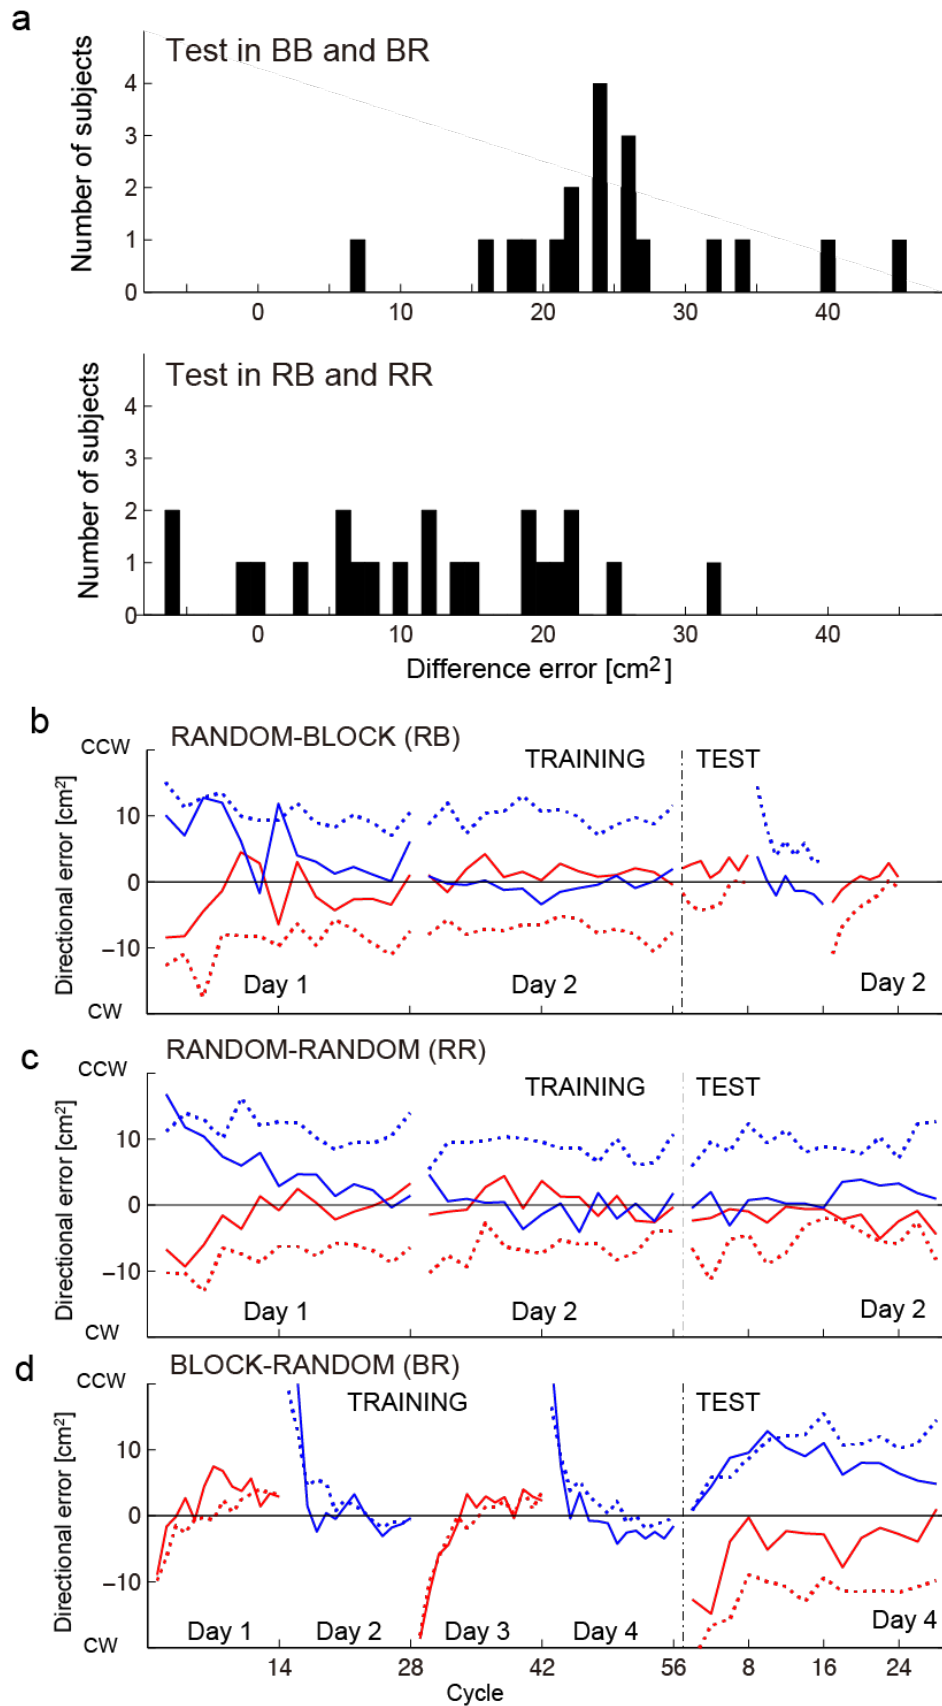 a
Test in BB and BR
Number of subjects
4
3
2
1
0
0 10 20 30 40
Test in RB and RR
Number of subjects
4
3
2
1
0
0 10 20 30 40
Difference error [cm²]
b
RANDOM-BLOCK (RB)
CCW
TRAINING TEST
Directional error [cm²]
10
0
−10
CW
Day 1 Day 2 Day 2
c
RANDOM-RANDOM (RR)
CCW
TRAINING TEST
Directional error [cm²]
10
0
−10
CW
Day 1 Day 2 Day 2
d
BLOCK-RANDOM (BR)
CCW
TRAINING TEST
Directional error [cm²]
10
0
−10
CW
Day 1 Day 2 Day 3 Day 4 Day 4
14 28 42 56 8 16 24
Cycle